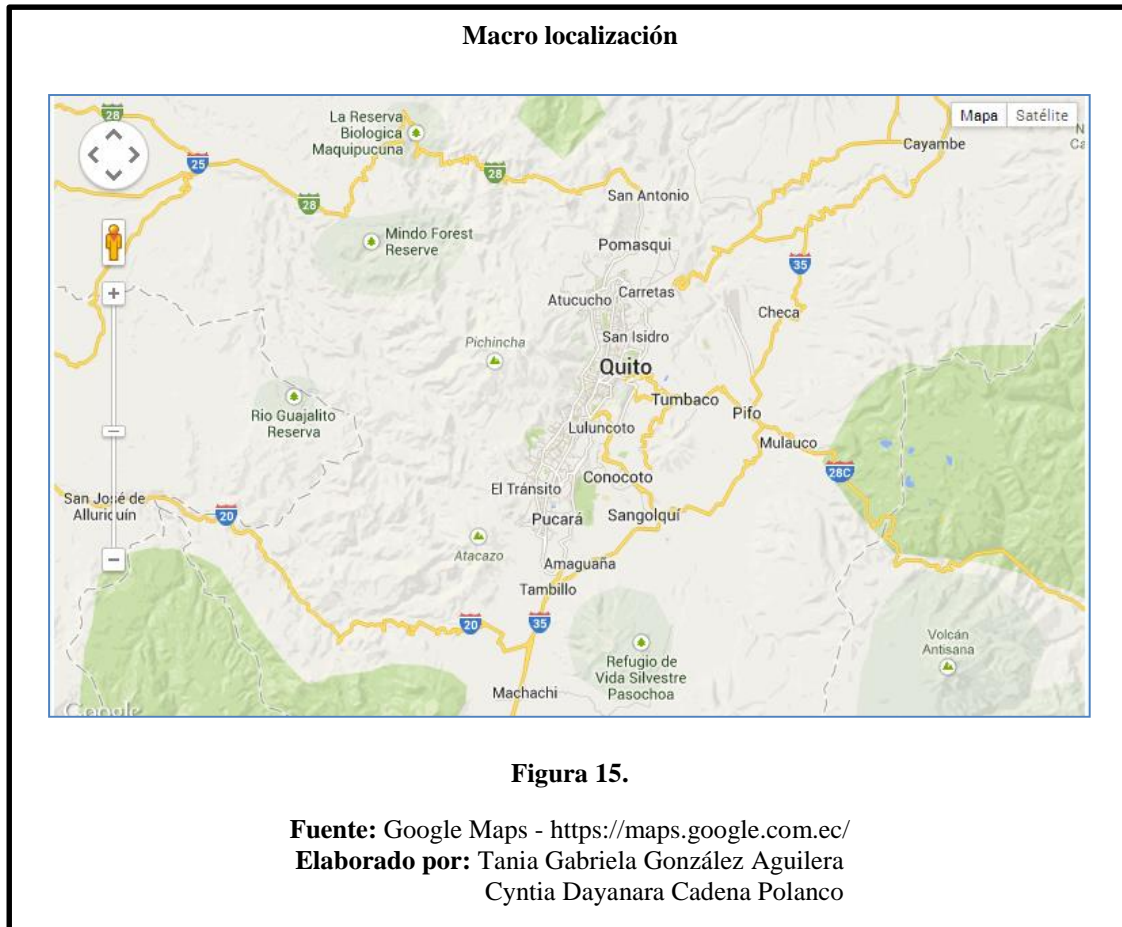 Macro localización
28
La Reserva
Biologica
Maquipucuna
Mapa Satélite
Cayambe
25
28
28
San Antonio
Mindo Forest
Reserve
Pomasqui
35
Atucucho
Carretas
Checa
San Isidro
Pichincha
Quito
Tumbaco
Pifo
Rio Guajalito
Reserva
Luluncoto
Mulauco
28C
Conocoto
El Tránsito
San José de
Alluriquín
20
Pucará
Sangolquí
Atacazo
Amaguaña
Tambillo
20
35
Volcán
Antisana
Refugio de
Vida Silvestre
Pasochoa
Machachi
Google
Figura 15.
Fuente: Google Maps - https://maps.google.com.ec/
Elaborado por: Tania Gabriela González Aguilera
Cyntia Dayanara Cadena Polanco